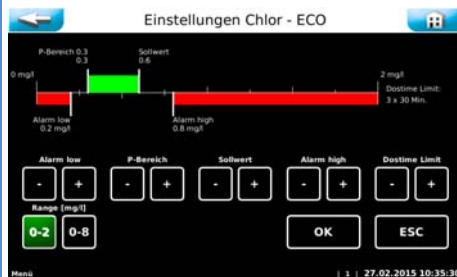 Einstellungen Chlor - ECO
P-Bereich 0.3
0.3
Sollwert
0.6
0 mg/l
2 mg/l
Dostime Limit:
3 x 30 Min.
Alarm low
0.2 mg/l
Alarm high
0.8 mg/l
Alarm low P-Bereich Sollwert Alarm high Dostime Limit
- + - + - + - + - +
Range [mg/l]
0-2 0-8 OK ESC
Menü | 1 | 27.02.2015 10:35:30